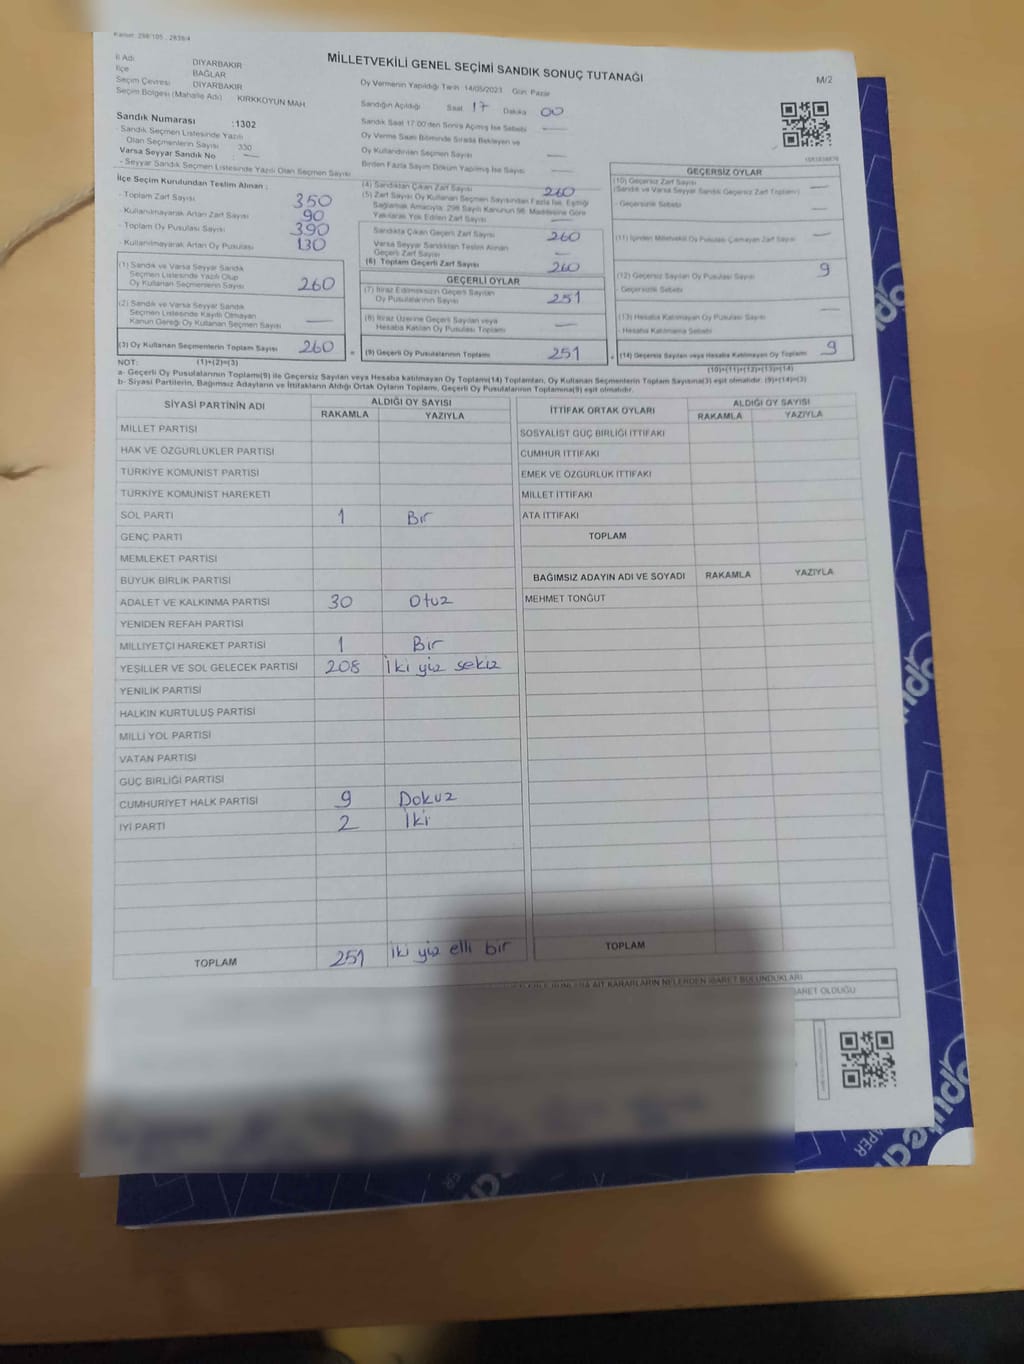 Kanun: 298/105 , 2839/4
MİLLETVEKİLİ GENEL SEÇİMİ SANDIK SONUÇ TUTANAĞI
M/2
İl Adı DİYARBAKIR
İlçe BAĞLAR
Seçim Çevresi DİYARBAKIR
Seçim Bölgesi (Mahalle Adı) KIRKKOYUN MAH.
Sandık Numarası :1302
- Sandık Seçmen Listesinde Yazılı
Olan Seçmenlerin Sayısı 330
Varsa Seyyar Sandık No : —
- Seyyar Sandık Seçmen Listesinde Yazılı Olan Seçmen Sayısı
Oy Vermenin Yapıldığı Tarih 14/05/2023 Gün Pazar
Sandığın Açıldığı Saat 17 Dakika 00
Sandık Saat 17:00'den Sonra Açılmış İse Sebebi —
Oy Verme Saati Bitiminde Sırada Bekleyen ve
Oy Kullandırılan Seçmen Sayısı —
Birden Fazla Sayım Döküm Yapılmış İse Sayısı —
İlçe Seçim Kurulundan Teslim Alınan :
- Toplam Zarf Sayısı 350
- Kullanılmayarak Artan Zarf Sayısı 90
- Toplam Oy Pusulası Sayısı 390
- Kullanılmayarak Artan Oy Pusulası 130
(1) Sandık ve Varsa Seyyar Sandık
Seçmen Listesinde Yazılı Olup
Oy Kullanan Seçmenlerin Sayısı 260
(2) Sandık ve Varsa Seyyar Sandık
Seçmen Listesinde Kayıtlı Olmayan
Kanun Gereği Oy Kullanan Seçmen Sayısı —
(3) Oy Kullanan Seçmenlerin Toplam Sayısı 260
(1)+(2)=(3)
(4) Sandıktan Çıkan Zarf Sayısı 260
(5) Zarf Sayısı Oy Kullanan Seçmen Sayısından Fazla İse, Eşitliği
Sağlamak Amacıyla, 298 Sayılı Kanunun 98. Maddesine Göre
Yakılarak Yok Edilen Zarf Sayısı —
Sandıkta Çıkan Geçerli Zarf Sayısı 260
Varsa Seyyar Sandıktan Teslim Alınan
Geçerli Zarf Sayısı —
(6) Toplam Geçerli Zarf Sayısı 260
GEÇERLİ OYLAR
(7) İtiraz Edilmeksizin Geçerli Sayılan
Oy Pusulalarının Sayısı 251
(8) İtiraz Üzerine Geçerli Sayılan veya
Hesaba Katılan Oy Pusulası Toplamı —
(9) Geçerli Oy Pusulalarının Toplamı 251
GEÇERSİZ OYLAR
(10) Geçersiz Zarf Sayısı —
(Sandık ve Varsa Seyyar Sandık Geçersiz Zarf Toplamı)
- Geçersizlik Sebebi —
(11) İçinden Milletvekili Oy Pusulası Çıkmayan Zarf Sayısı —
(12) Geçersiz Sayılan Oy Pusulası Sayısı 9
- Geçersizlik Sebebi
(13) Hesaba Katılmayan Oy Pusulası Sayısı —
- Hesaba Katılmama Sebebi
(14) Geçersiz Sayılan veya Hesaba Katılmayan Oy Toplamı 9
(10)+(11)+(12)+(13)=(14)
NOT:
a- Geçerli Oy Pusulalarının Toplamı(9) ile Geçersiz Sayılan veya Hesaba katılmayan Oy Toplamı(14) Toplamları, Oy Kullanan Seçmenlerin Toplam Sayısına(3) eşit olmalıdır. (9)+(14)=(3)
b- Siyasi Partilerin, Bağımsız Adayların ve İttifakların Aldığı Ortak Oyların Toplamı, Geçerli Oy Pusulalarının Toplamına(9) eşit olmalıdır.
SİYASİ PARTİNİN ADI ALDIĞI OY SAYISI
RAKAMLA YAZIYLA
MİLLET PARTİSİ
HAK VE ÖZGÜRLÜKLER PARTİSİ
TÜRKİYE KOMÜNİST PARTİSİ
TÜRKİYE KOMÜNİST HAREKETİ
SOL PARTİ 1 Bir
GENÇ PARTİ
MEMLEKET PARTİSİ
BÜYÜK BİRLİK PARTİSİ
ADALET VE KALKINMA PARTİSİ 30 Otuz
YENİDEN REFAH PARTİSİ
MİLLİYETÇİ HAREKET PARTİSİ 1 Bir
YEŞİLLER VE SOL GELECEK PARTİSİ 208 İki yüz sekiz
YENİLİK PARTİSİ
HALKIN KURTULUŞ PARTİSİ
MİLLİ YOL PARTİSİ
VATAN PARTİSİ
GÜÇ BİRLİĞİ PARTİSİ
CUMHURİYET HALK PARTİSİ 9 Dokuz
İYİ PARTİ 2 İki
TOPLAM 251 iki yüz elli bir
İTTİFAK ORTAK OYLARI ALDIĞI OY SAYISI
RAKAMLA YAZIYLA
SOSYALİST GÜÇ BİRLİĞİ İTTİFAKI
CUMHUR İTTİFAKI
EMEK VE ÖZGÜRLÜK İTTİFAKI
MİLLET İTTİFAKI
ATA İTTİFAKI
TOPLAM
BAĞIMSIZ ADAYIN ADI VE SOYADI RAKAMLA YAZIYLA
MEHMET TONĞUT
TOPLAM
AİT KARARLARIN NELERDEN İBARET BULUNDUKLARI
OLDUĞU